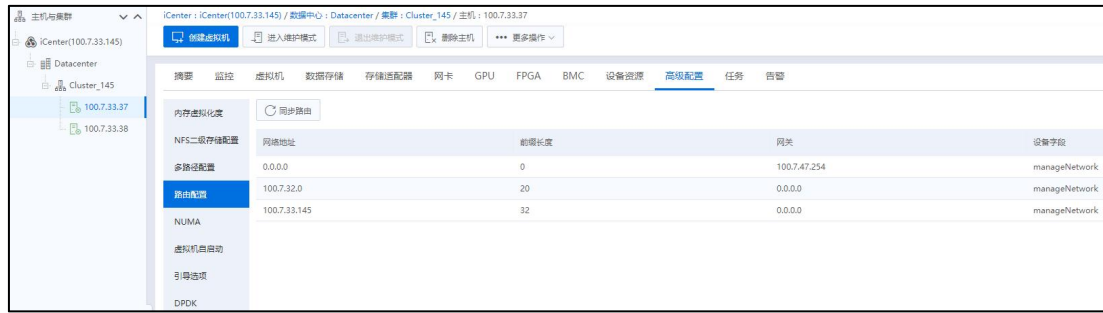 主机与集群
iCenter(100.7.33.145)
Datacenter
Cluster_145
100.7.33.37
100.7.33.38
iCenter : iCenter(100.7.33.145) / 数据中心 : Datacenter / 集群 : Cluster_145 / 主机 : 100.7.33.37
创建虚拟机 进入维护模式 退出维护模式 删除主机 ••• 更多操作
摘要 监控 虚拟机 数据存储 存储适配器 网卡 GPU FPGA BMC 设备资源 高级配置 任务 告警
内存虚拟化度
NFS二级存储配置
多路径配置
路由配置
NUMA
虚拟机自启动
引导选项
DPDK
同步路由
网络地址 前缀长度 网关 设备字段
0.0.0.0 0 100.7.47.254 manageNetwork
100.7.32.0 20 0.0.0.0 manageNetwork
100.7.33.145 32 0.0.0.0 manageNetwork